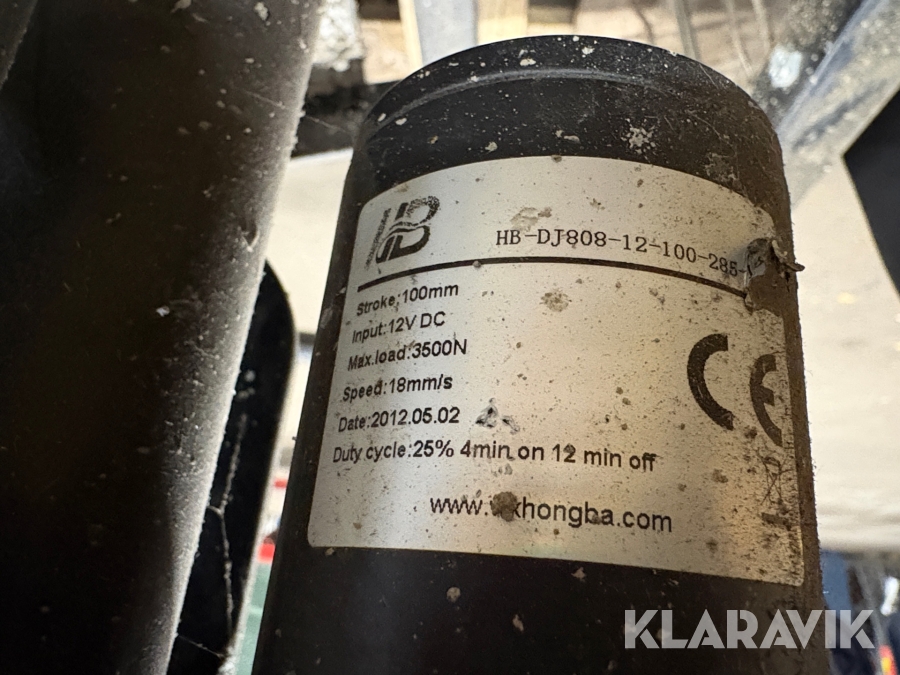 HB
HB-DJ808-12-100-285-
Stroke:100mm
Input:12V DC
Max.load:3500N
Speed:18mm/s
Date:2012.05.02
Duty cycle:25% 4min on 12 min off
CE
KLARAVIK